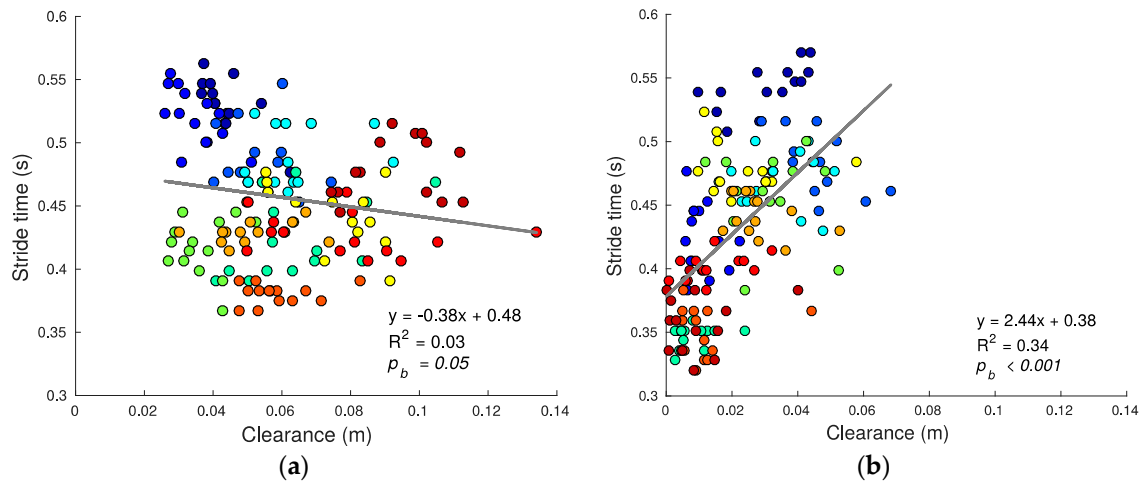 0.6
0.55
0.5
0.45
0.4
0.35
0.3
Stride time (s)
0
0.02
0.04
0.06
0.08
0.1
0.12
0.14
Clearance (m)
y = -0.38x + 0.48
R² = 0.03
p_b = 0.05
(a)
0.6
0.55
0.5
0.45
0.4
0.35
0.3
Stride time (s)
0
0.02
0.04
0.06
0.08
0.1
0.12
0.14
Clearance (m)
y = 2.44x + 0.38
R² = 0.34
p_b < 0.001
(b)